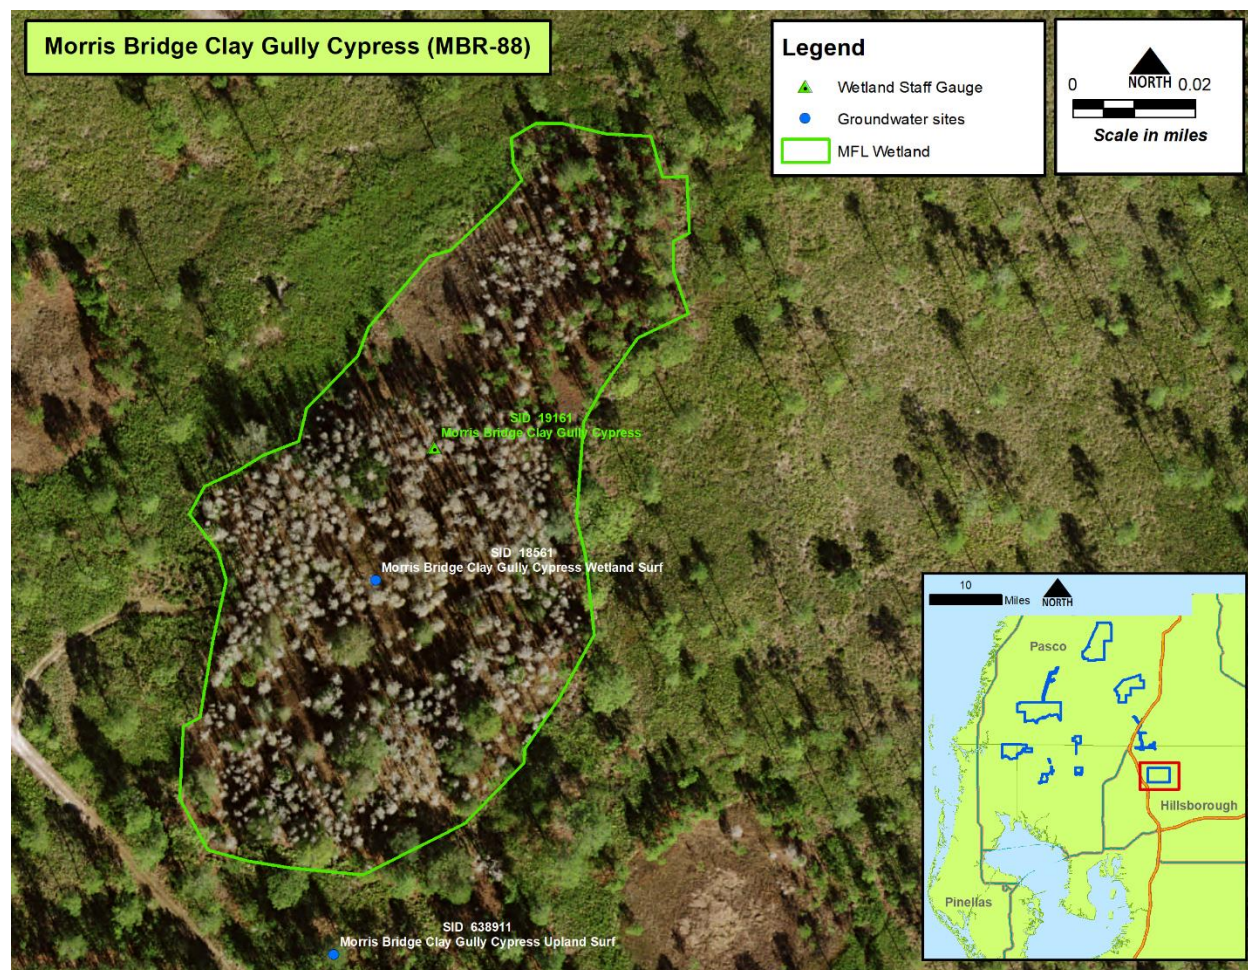 Morris Bridge Clay Gully Cypress (MBR-88)
Legend
Wetland Staff Gauge
Groundwater sites
MFL Wetland
0 NORTH 0.02
Scale in miles
SID 19161
Morris Bridge Clay Gully Cypress
SID 18561
Morris Bridge Clay Gully Cypress Wetland Surf
SID 638911
Morris Bridge Clay Gully Cypress Upland Surf
10
Miles NORTH
Pasco
Hillsborough
Pinellas